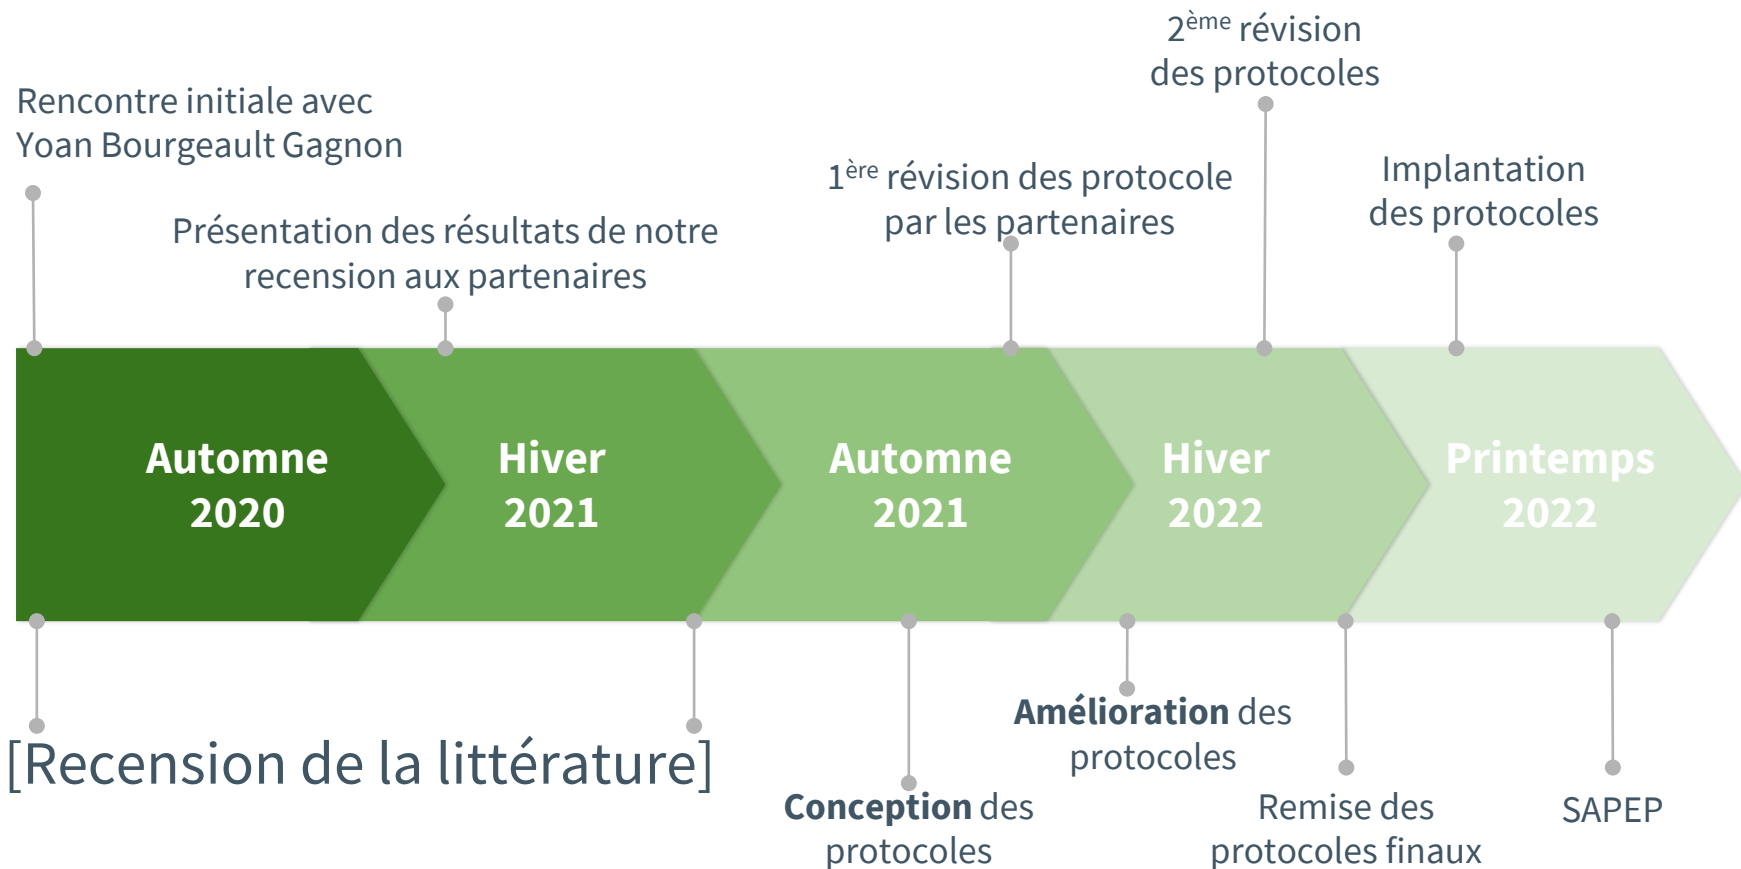 2ème révision
des protocoles
Rencontre initiale avec
Yoan Bourgeault Gagnon
1ère révision des protocole
par les partenaires
Implantation
des protocoles
Présentation des résultats de notre
recension aux partenaires
Automne
2020
Hiver
2021
Automne
2021
Hiver
2022
Printemps
2022
[Recension de la littérature]
Amélioration des
protocoles
Conception des
protocoles
Remise des
protocoles finaux
SAPEP